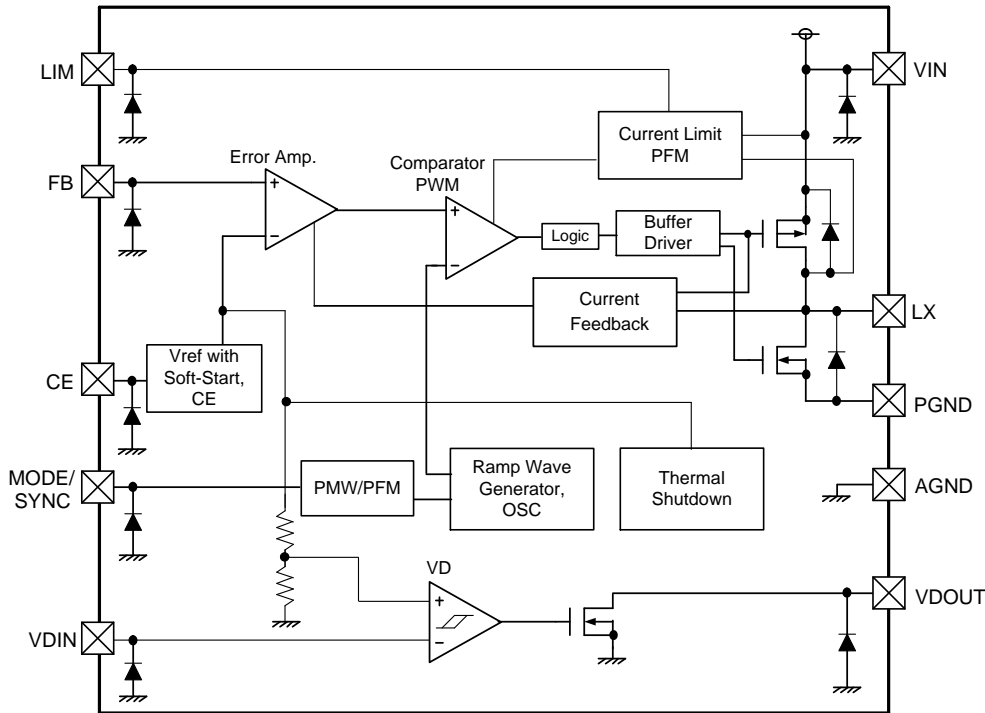 LIM
VIN
Current Limit
PFM
Error Amp.
Comparator
PWM
FB
+
−
+
−
Logic
Buffer
Driver
Current
Feedback
LX
Vref with
Soft-Start,
CE
CE
PGND
MODE/
SYNC
PMW/PFM
Ramp Wave
Generator,
OSC
Thermal
Shutdown
AGND
VD
+
−
VDOUT
VDIN